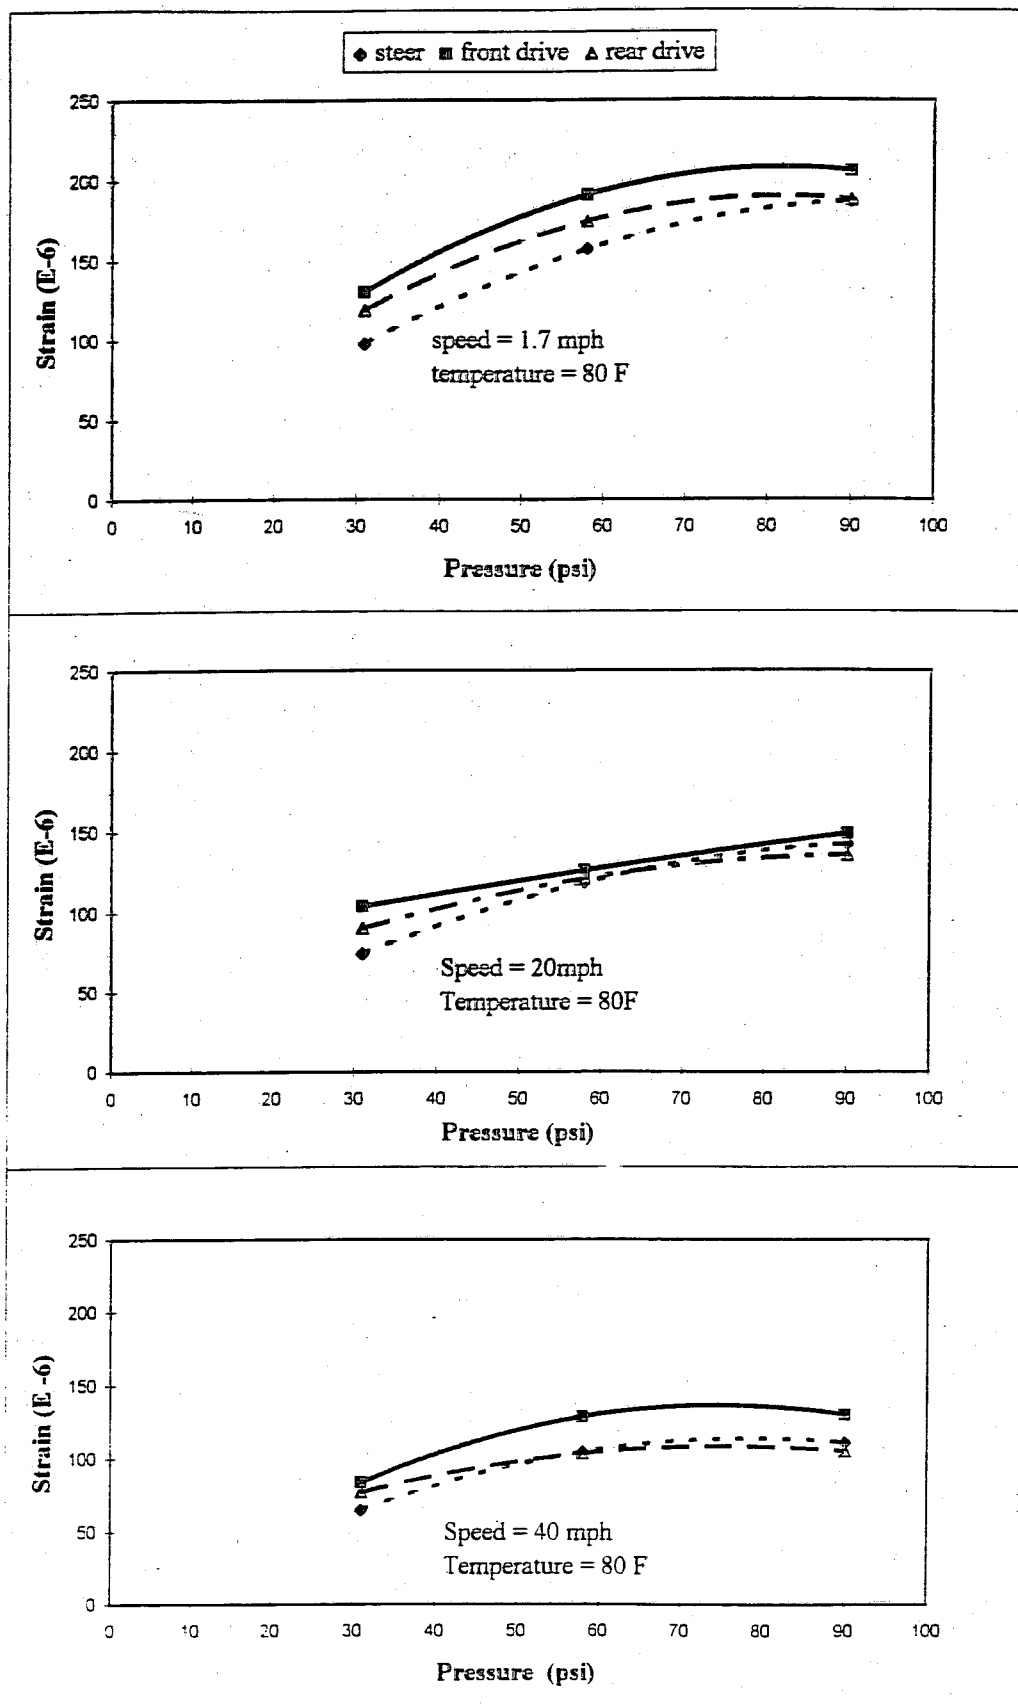 steer front drive rear drive
250
200
150
100
50
0
Strain (E-6)
speed = 1.7 mph
temperature = 80 F
0 10 20 30 40 50 60 70 80 90 100
Pressure (psi)
250
200
150
100
50
0
Strain (E-6)
Speed = 20mph
Temperature = 80F
0 10 20 30 40 50 60 70 80 90 100
Pressure (psi)
250
200
150
100
50
0
Strain (E -6)
Speed = 40 mph
Temperature = 80 F
0 10 20 30 40 50 60 70 80 90 100
Pressure (psi)